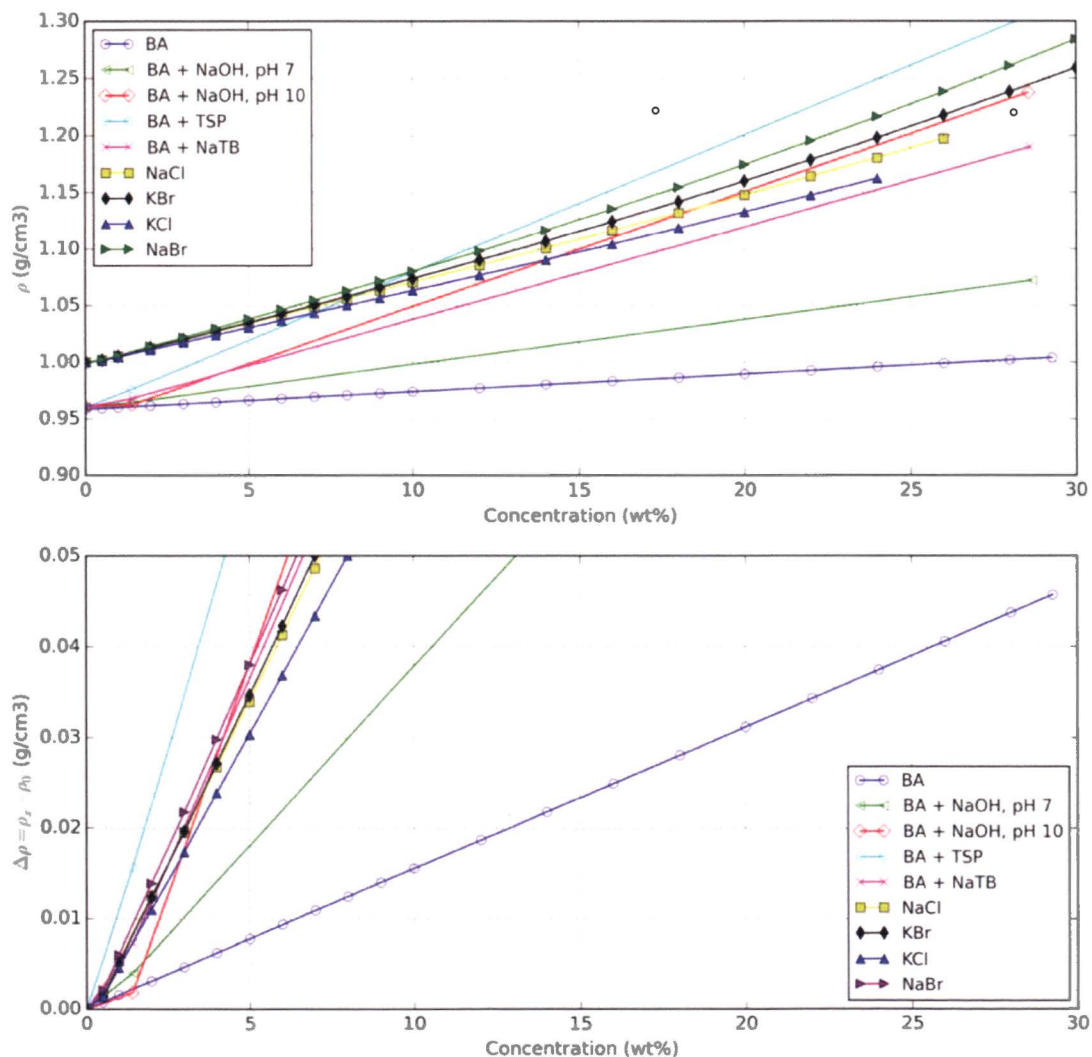 1.30
1.25
1.20
1.15
1.10
1.05
1.00
0.95
0.90
ρ (g/cm3)
BA
BA + NaOH, pH 7
BA + NaOH, pH 10
BA + TSP
BA + NaTB
NaCl
KBr
KCl
NaBr
0 5 10 15 20 25 30
Concentration (wt%)
0.05
0.04
0.03
0.02
0.01
0.00
Δρ = ρₛ ρ₀ (g/cm3)
BA
BA + NaOH, pH 7
BA + NaOH, pH 10
BA + TSP
BA + NaTB
NaCl
KBr
KCl
NaBr
0 5 10 15 20 25 30
Concentration (wt%)